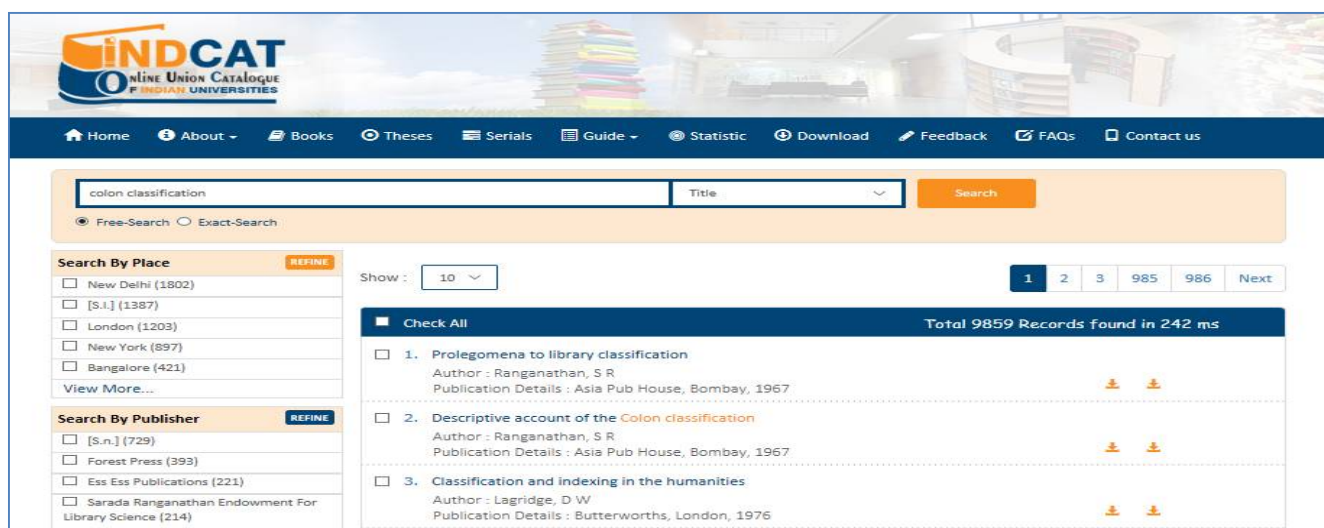 iNDCAT
Online Union Catalogue
Of Indian Universities
Home About Books Theses Serials Guide Statistic Download Feedback FAQs Contact us
colon classification Title Search
Free-Search Exact-Search
Search By Place REFINE
New Delhi (1802)
[S.l.] (1387)
London (1203)
New York (897)
Bangalore (421)
View More...
Search By Publisher REFINE
[S.n.] (729)
Forest Press (393)
Ess Ess Publications (221)
Sarada Ranganathan Endowment For
Library Science (214)
Show : 10
1 2 3 985 986 Next
Check All Total 9859 Records found in 242 ms
1. Prolegomena to library classification
Author : Ranganathan, S R
Publication Details : Asia Pub House, Bombay, 1967
2. Descriptive account of the Colon classification
Author : Ranganathan, S R
Publication Details : Asia Pub House, Bombay, 1967
3. Classification and indexing in the humanities
Author : Lagridge, D W
Publication Details : Butterworths, London, 1976